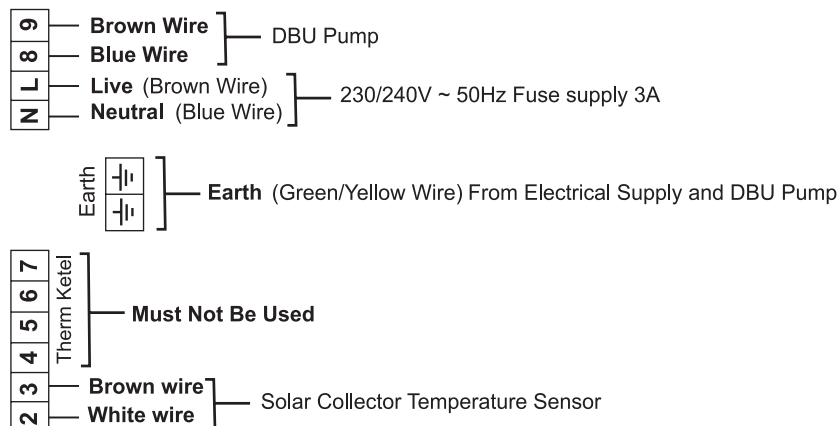 9 Brown Wire DBU Pump
8 Blue Wire
L Live (Brown Wire) 230/240V ~ 50Hz Fuse supply 3A
N Neutral (Blue Wire)
Earth Earth (Green/Yellow Wire) From Electrical Supply and DBU Pump
7
6
5
4
Therm Ketel
Must Not Be Used
3 Brown wire Solar Collector Temperature Sensor
2 White wire